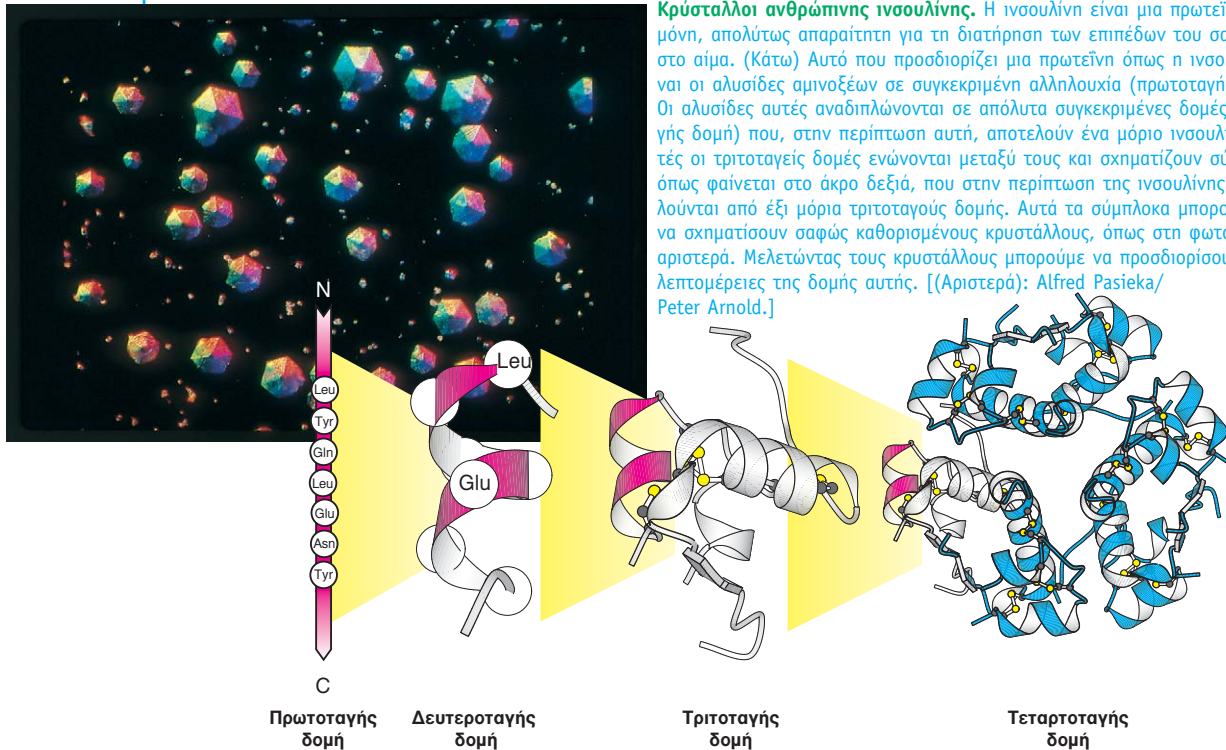 Κρύσταλλοι ανθρώπινης ινσουλίνης. Η ινσουλίνη είναι μια πρωτεϊ
μόνη, απολύτως απαραίτητη για τη διατήρηση των επιπέδων του σα
στο αίμα. (Κάτω) Αυτό που προσδιορίζει μια πρωτεΐνη όπως η ινσο
ναι οι αλυσίδες αμινοξέων σε συγκεκριμένη αλληλουχία (πρωτοταγή
Οι αλυσίδες αυτές αναδιπλώνονται σε απόλυτα συγκεκριμένες δομές
γής δομή) που, στην περίπτωση αυτή, αποτελούν ένα μόριο ινσουλί
τές οι τριτοταγείς δομές ενώνονται μεταξύ τους και σχηματίζουν σύ
όπως φαίνεται στο άκρο δεξιά, που στην περίπτωση της ινσουλίνης
λούνται από έξι μόρια τριτοταγούς δομής. Αυτά τα σύμπλοκα μπορο
να σχηματίσουν σαφώς καθορισμένους κρυστάλλους, όπως στη φωτο
αριστερά. Μελετώντας τους κρυστάλλους μπορούμε να προσδιορίσου
λεπτομέρειες της δομής αυτής. [(Αριστερά): Alfred Pasieka/
Peter Arnold.]
N
Leu
Tyr
Gln
Leu
Glu
Asn
Tyr
C
Leu
Glu
Πρωτοταγής
δομή
Δευτεροταγής
δομή
Τριτοταγής
δομή
Τεταρτοταγής
δομή